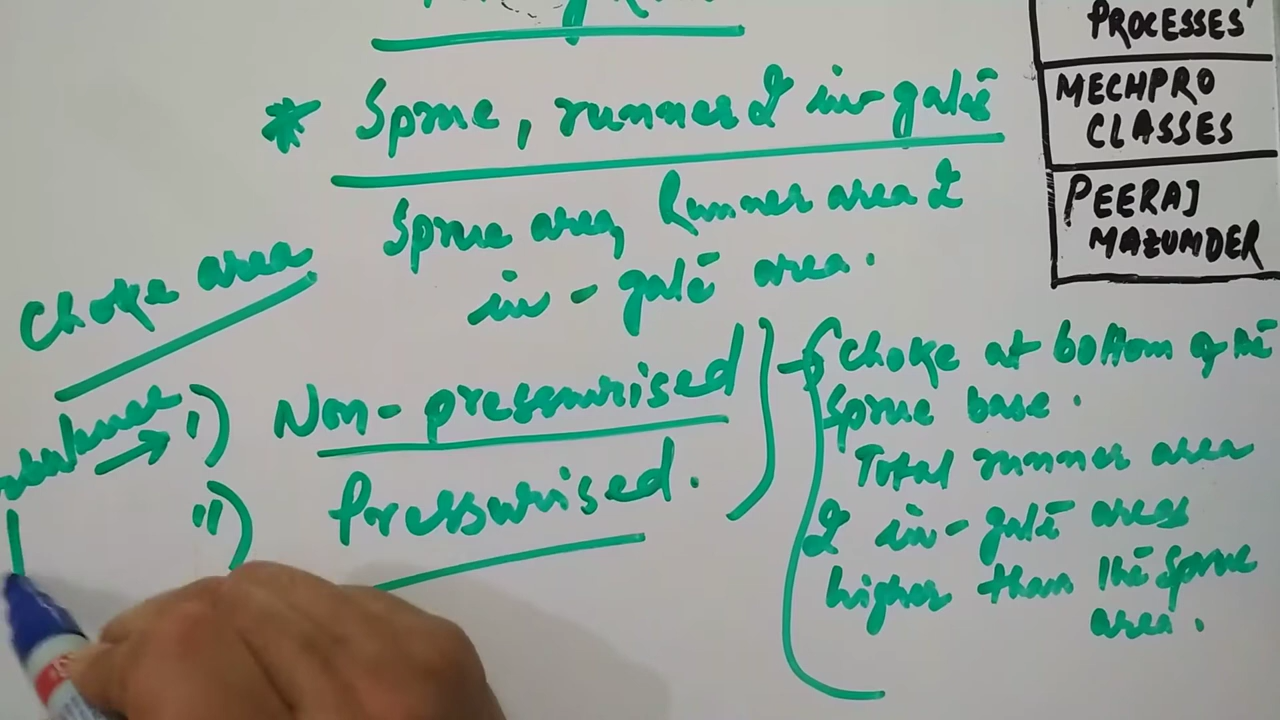 * Sprue, runner & in-gates
Sprue area, Runner area &
in-gate area.
Choke area
i) Non-pressurised
ii) Pressurised.
Choke at bottom of the
Sprue base.
Total runner area
& in-gate areas
higher than the Sprue
area.
PROCESSES'
MECHPRO
CLASSES
PEERAJ
MAZUMDER